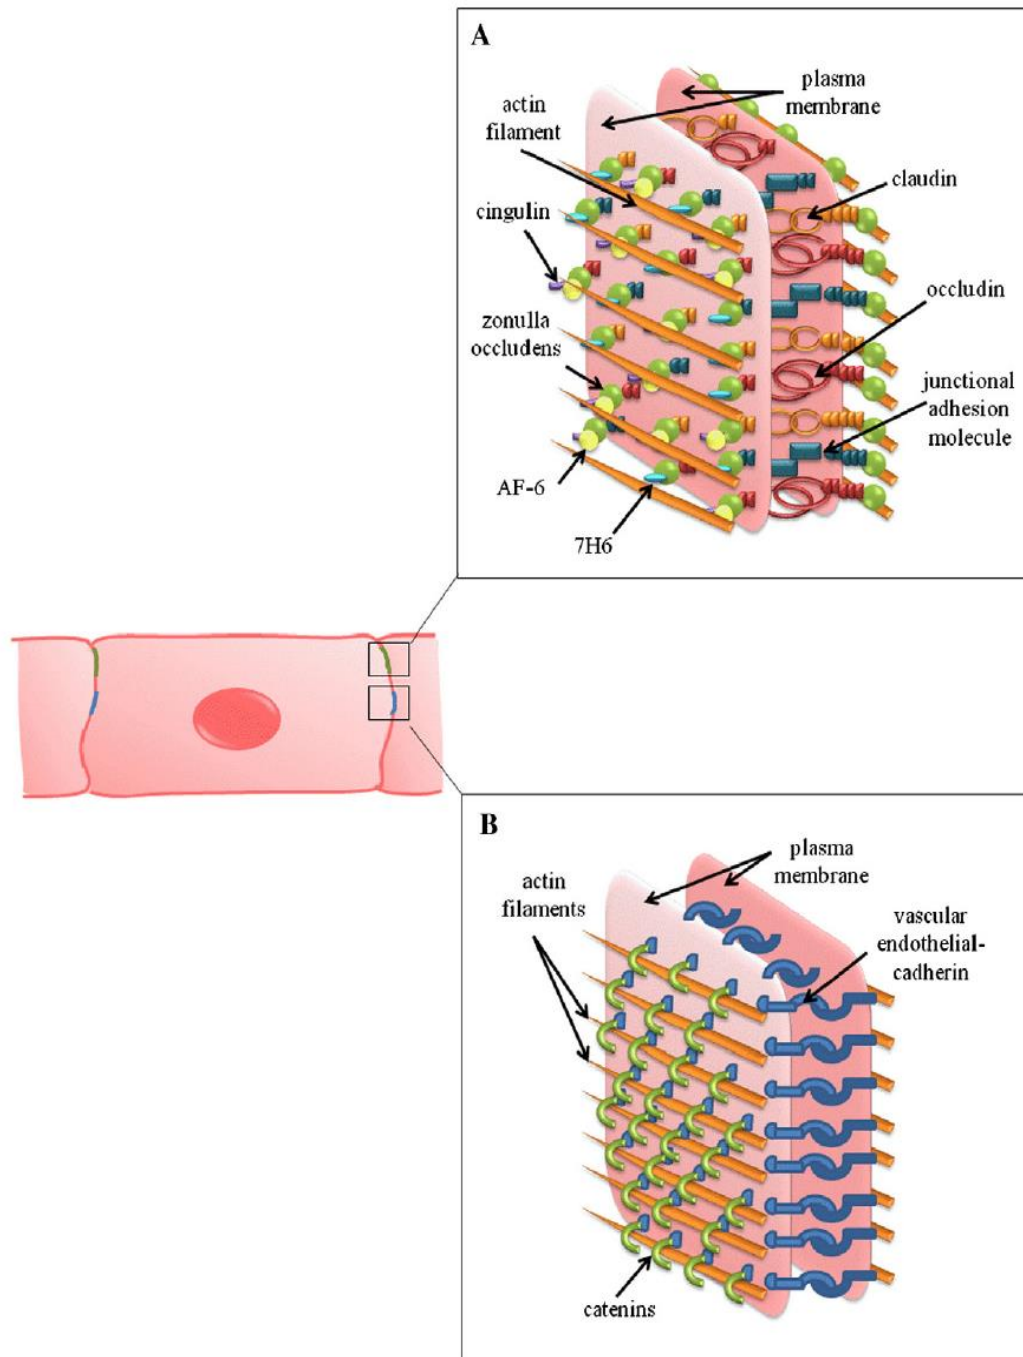 A
plasma
membrane
actin
filament
claudin
cingulin
occludin
zonulla
occludens
junctional
adhesion
molecule
AF-6
7H6
B
plasma
membrane
actin
filaments
vascular
endothelial-
cadherin
catenins